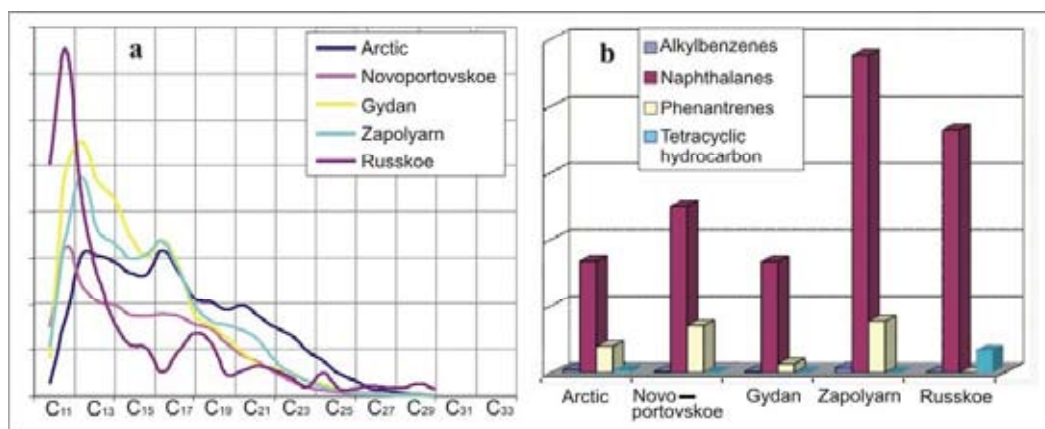 a
Arctic
Novoportovskoe
Gydan
Zapolyarn
Russkoe
C₁₁ C₁₃ C₁₅ C₁₇ C₁₉ C₂₁ C₂₃ C₂₅ C₂₇ C₂₉ C₃₁ C₃₃
b
Alkylbenzenes
Naphthalanes
Phenantrenes
Tetracyclic
hydrocarbon
Arctic
Novo—
portovskoe
Gydan
Zapolyarn
Russkoe